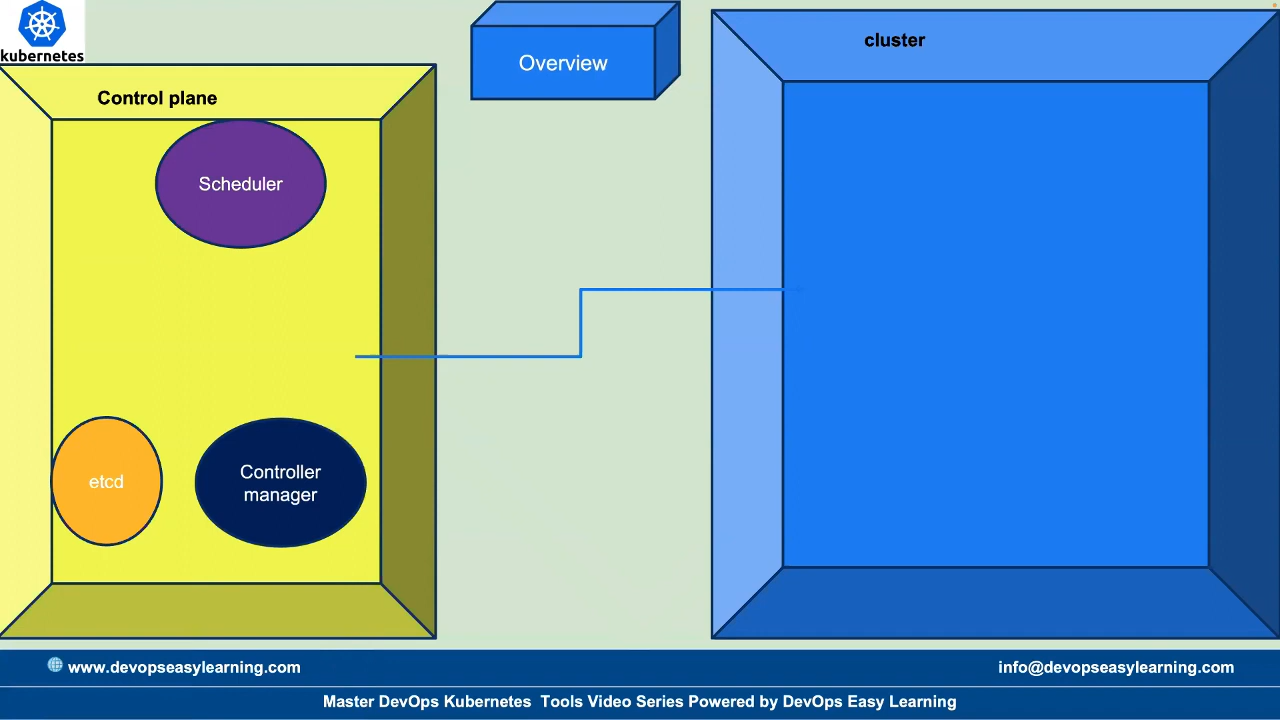 kubernetes
Overview
cluster
Control plane
Scheduler
etcd
Controller
manager
www.devopseasylearning.com
info@devopseasylearning.com
Master DevOps Kubernetes  Tools Video Series Powered by DevOps Easy Learning